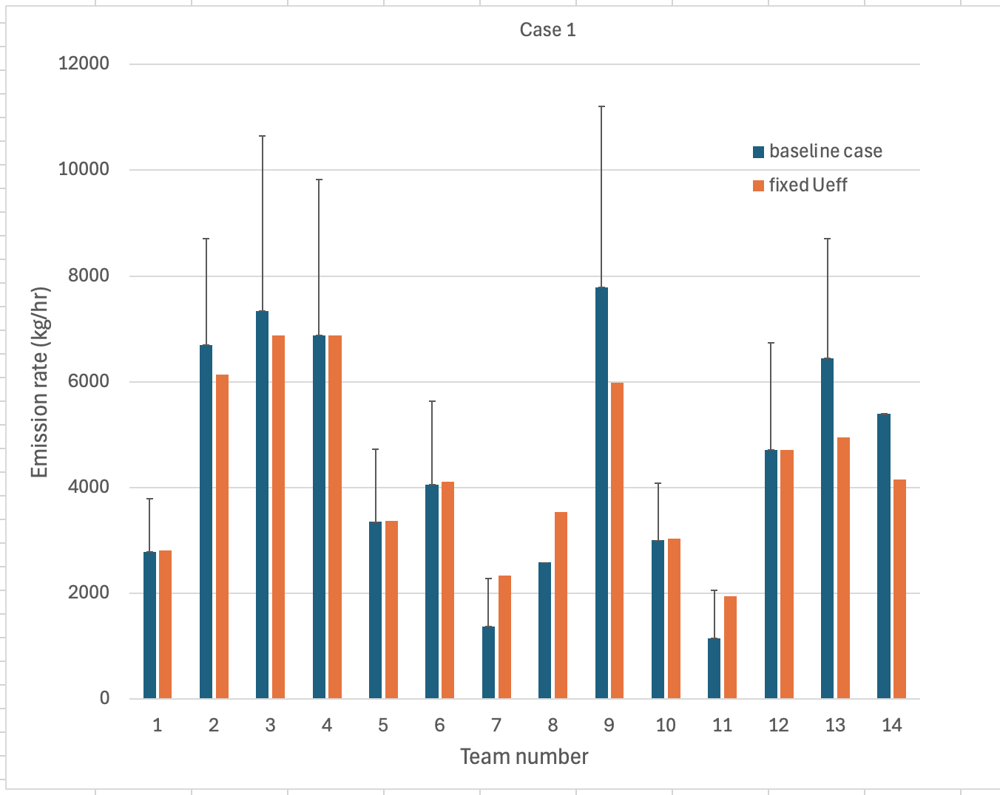 Case 1
12000
10000
8000
6000
4000
2000
0
Emission rate (kg/hr)
baseline case
fixed Ueff
1 2 3 4 5 6 7 8 9 10 11 12 13 14
Team number